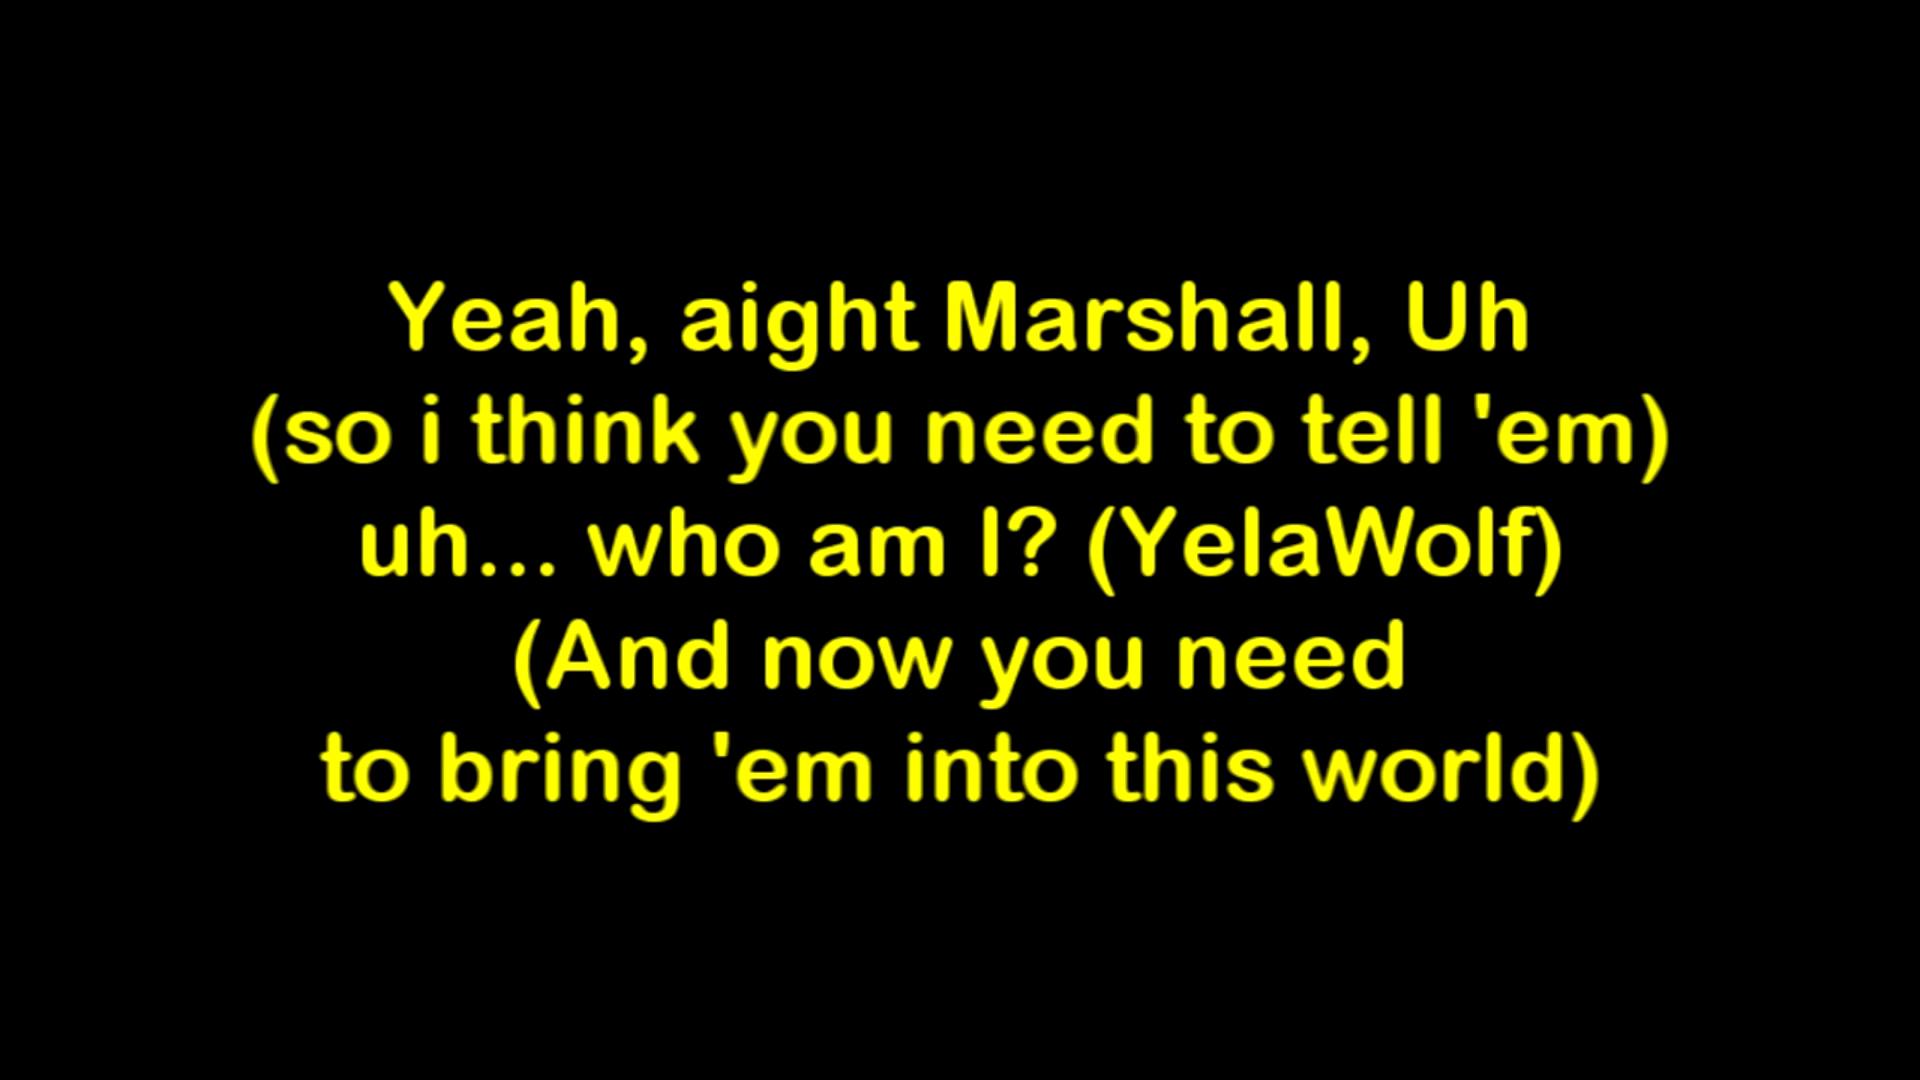 Yeah, aight Marshall, Uh
(so i think you need to tell 'em)
uh... who am I? (YelaWolf)
(And now you need
to bring 'em into this world)